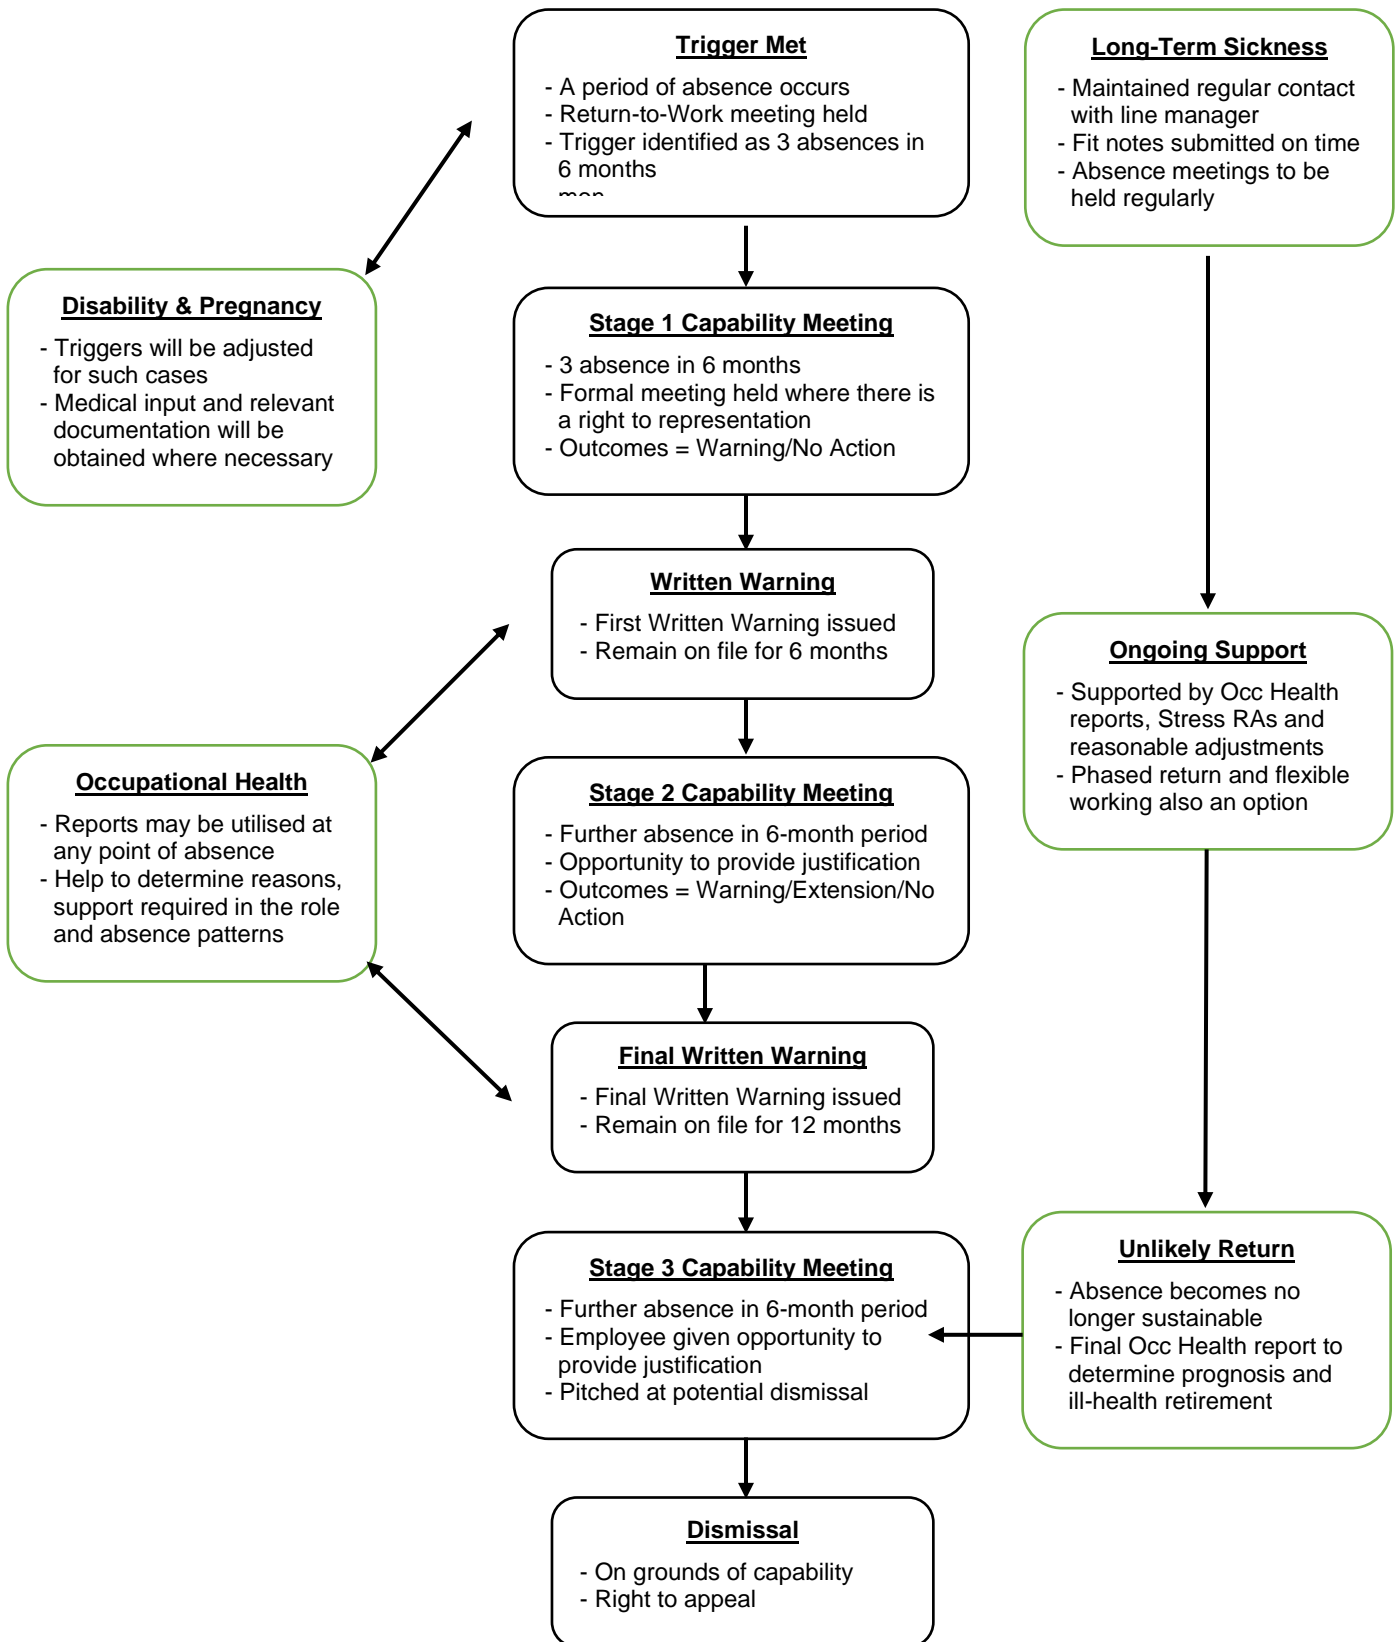 Trigger Met
- A period of absence occurs
- Return-to-Work meeting held
- Trigger identified as 3 absences in
6 months
Long-Term Sickness
- Maintained regular contact
with line manager
- Fit notes submitted on time
- Absence meetings to be
held regularly
Disability & Pregnancy
- Triggers will be adjusted
for such cases
- Medical input and relevant
documentation will be
obtained where necessary
Stage 1 Capability Meeting
- 3 absence in 6 months
- Formal meeting held where there is
a right to representation
- Outcomes = Warning/No Action
Written Warning
- First Written Warning issued
- Remain on file for 6 months
Ongoing Support
- Supported by Occ Health
reports, Stress RAs and
reasonable adjustments
- Phased return and flexible
working also an option
Occupational Health
- Reports may be utilised at
any point of absence
- Help to determine reasons,
support required in the role
and absence patterns
Stage 2 Capability Meeting
- Further absence in 6-month period
- Opportunity to provide justification
- Outcomes = Warning/Extension/No
Action
Final Written Warning
- Final Written Warning issued
- Remain on file for 12 months
Stage 3 Capability Meeting
- Further absence in 6-month period
- Employee given opportunity to
provide justification
- Pitched at potential dismissal
Unlikely Return
- Absence becomes no
longer sustainable
- Final Occ Health report to
determine prognosis and
ill-health retirement
Dismissal
- On grounds of capability
- Right to appeal